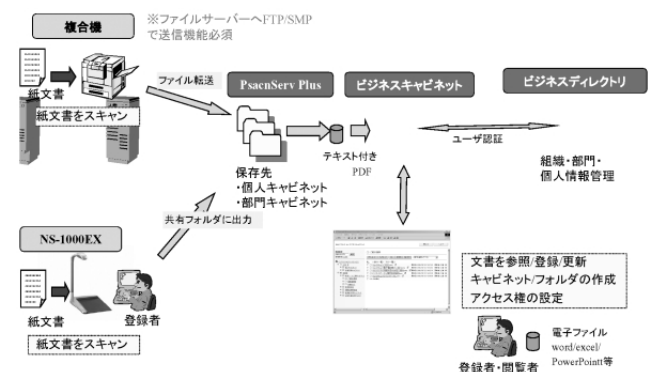 複合機
※ファイルサーバーへFTP/SMP
で送信機能必須
紙文書
紙文書をスキャン
ファイル転送
PsacnServ Plus
ビジネスキャビネット
ビジネスディレクトリ
テキスト付き
PDF
ユーザ認証
保存先
・個人キャビネット
・部門キャビネット
組織・部門・
個人情報管理
共有フォルダに出力
NS-1000EX
紙文書
登録者
紙文書をスキャン
文書を参照/登録/更新
キャビネット/フォルダの作成
アクセス権の設定
登録者・閲覧者
電子ファイル
word/excel/
PowerPointt等